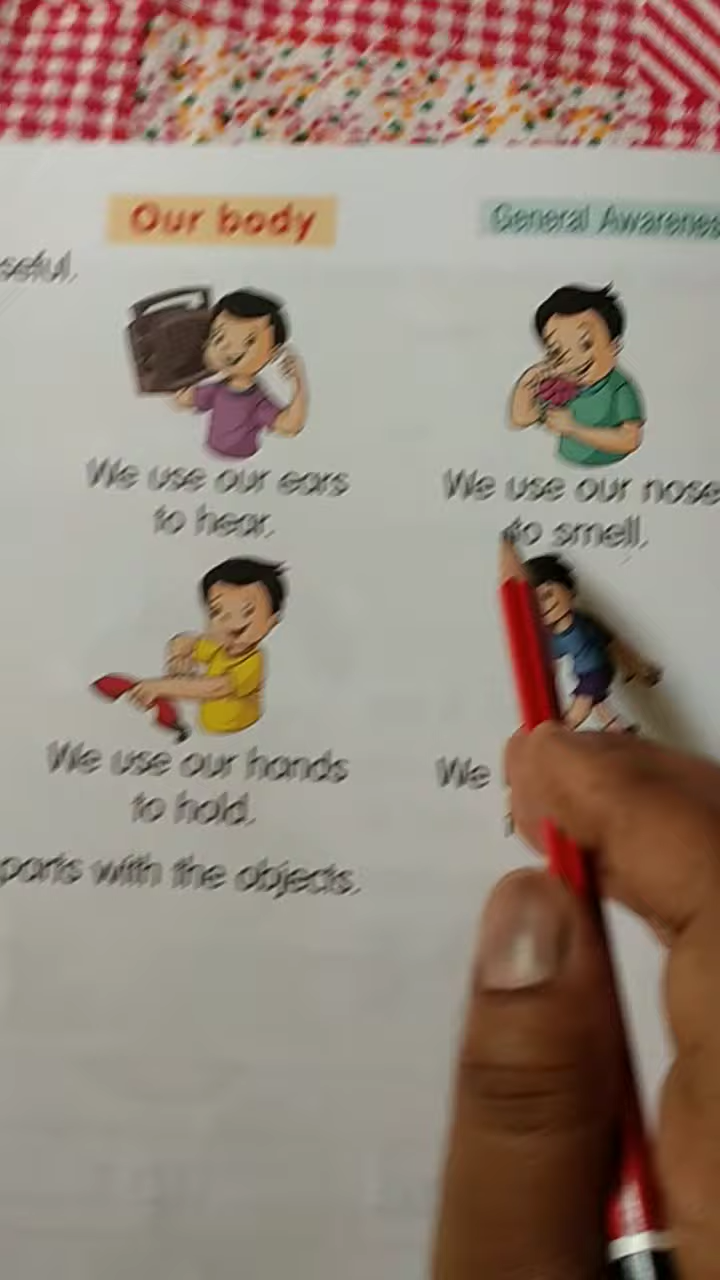 Our body
General Awarenes
seful.
We use our ears
to hear.
We use our nose
to smell.
We use our hands
to hold.
We
parts with the objects.